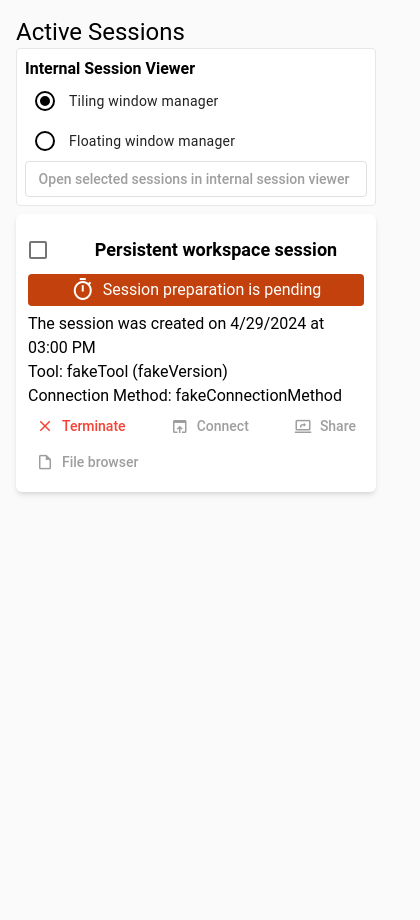 Active Sessions
Internal Session Viewer
Tiling window manager
Floating window manager
Open selected sessions in internal session viewer
Persistent workspace session
Session preparation is pending
The session was created on 4/29/2024 at
03:00 PM
Tool: fakeTool (fakeVersion)
Connection Method: fakeConnectionMethod
Terminate Connect Share
File browser